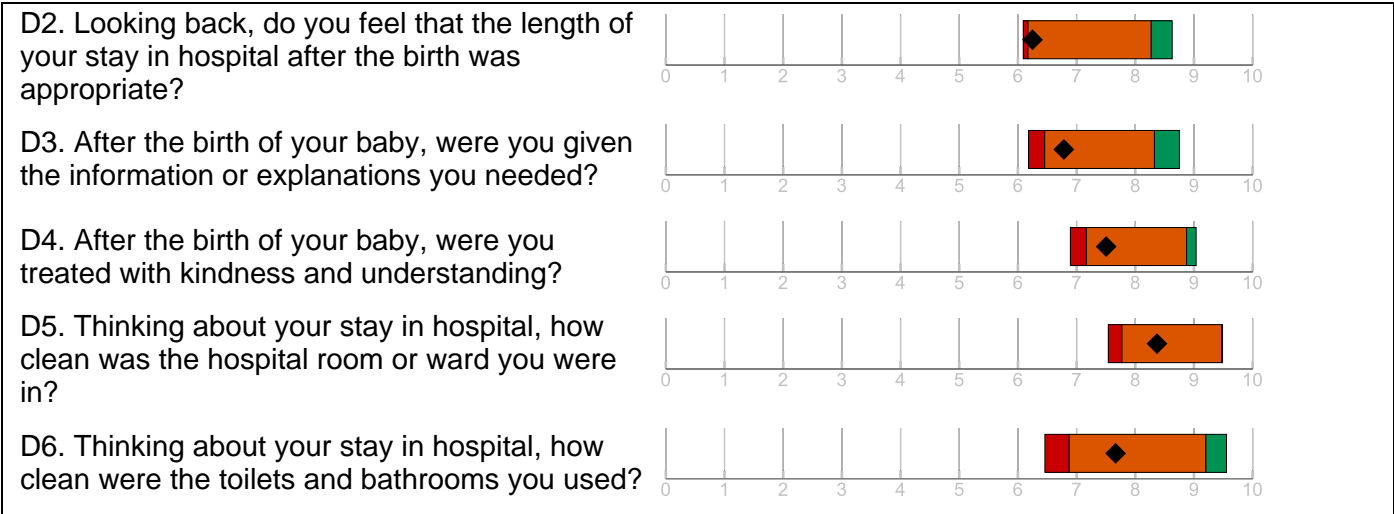 D2. Looking back, do you feel that the length of
your stay in hospital after the birth was
appropriate?
0 1 2 3 4 5 6 7 8 9 10
D3. After the birth of your baby, were you given
the information or explanations you needed?
0 1 2 3 4 5 6 7 8 9 10
D4. After the birth of your baby, were you
treated with kindness and understanding?
0 1 2 3 4 5 6 7 8 9 10
D5. Thinking about your stay in hospital, how
clean was the hospital room or ward you were
in?
0 1 2 3 4 5 6 7 8 9 10
D6. Thinking about your stay in hospital, how
clean were the toilets and bathrooms you used?
0 1 2 3 4 5 6 7 8 9 10